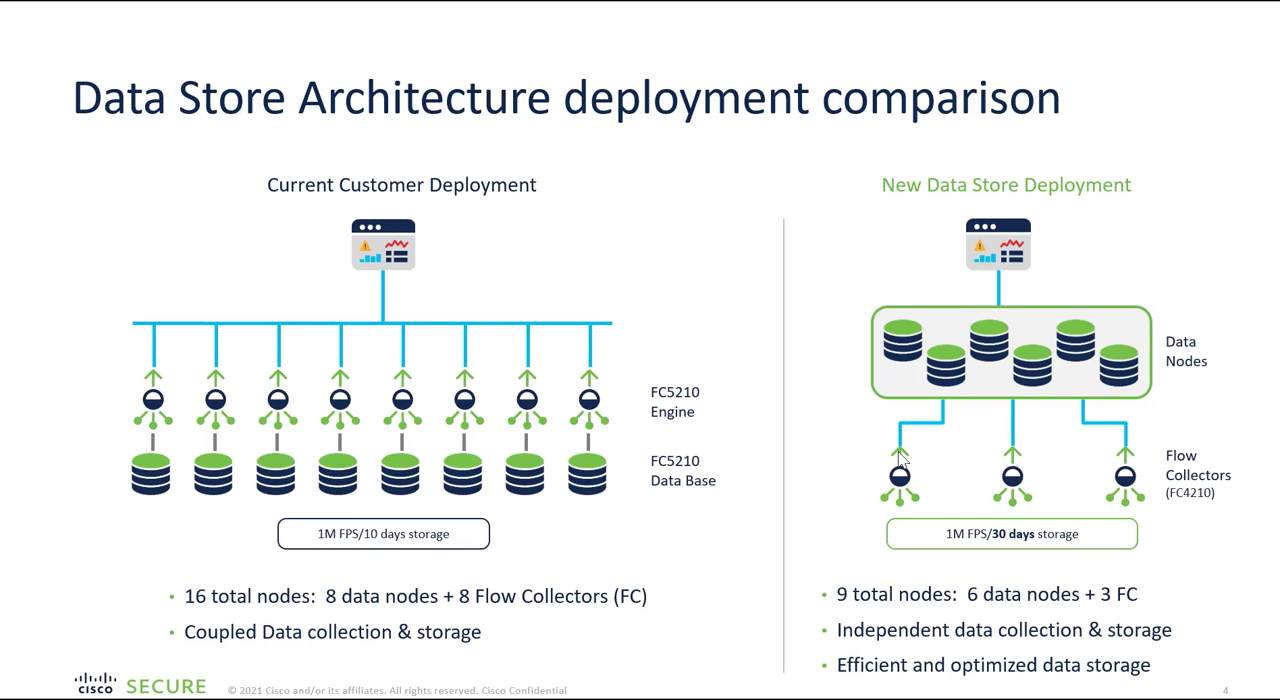 Data Store Architecture deployment comparison
Current Customer Deployment
FC5210
Engine
FC5210
Data Base
1M FPS/10 days storage
• 16 total nodes:  8 data nodes + 8 Flow Collectors (FC)
• Coupled Data collection & storage
New Data Store Deployment
Data
Nodes
Flow
Collectors
(FC4210)
1M FPS/30 days storage
• 9 total nodes:  6 data nodes + 3 FC
• Independent data collection & storage
• Efficient and optimized data storage
cisco SECURE
© 2021 Cisco and/or its affiliates. All rights reserved. Cisco Confidential
4